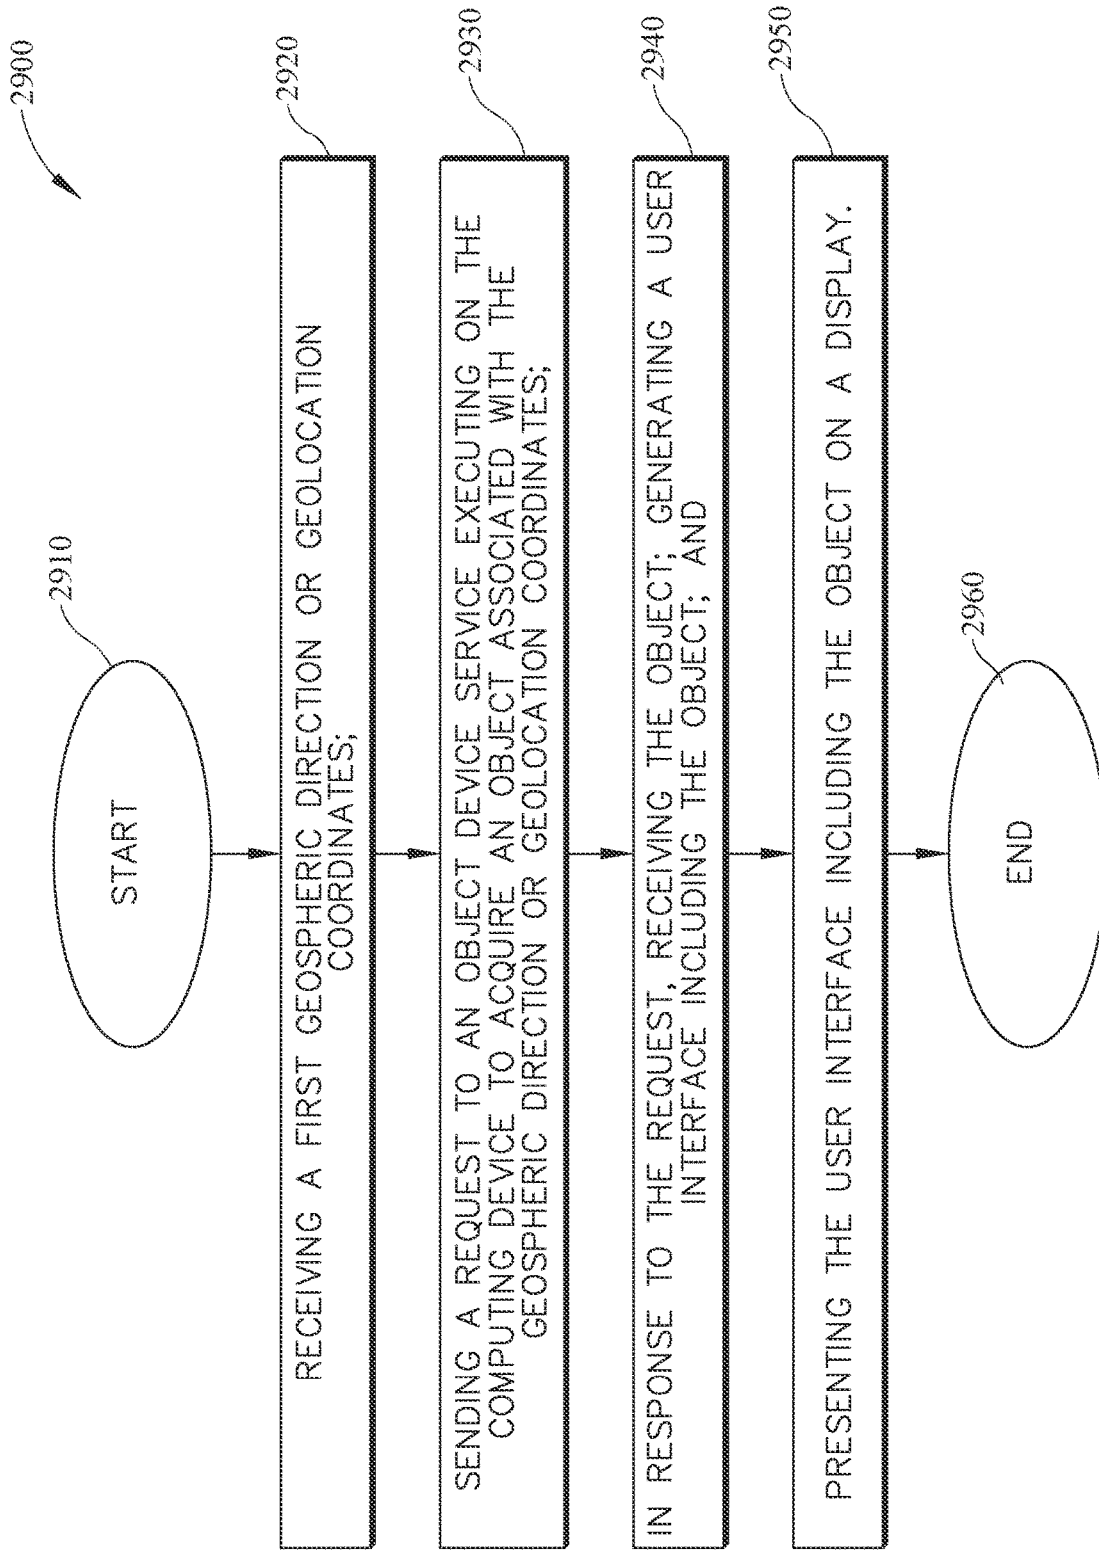 2900
START
2910
RECEIVING A FIRST GEOSPHERIC DIRECTION OR GEOLOCATION
COORDINATES;
2920
SENDING A REQUEST TO AN OBJECT DEVICE SERVICE EXECUTING ON THE
COMPUTING DEVICE TO ACQUIRE AN OBJECT ASSOCIATED WITH THE
GEOSPHERIC DIRECTION OR GEOLOCATION COORDINATES;
2930
IN RESPONSE TO THE REQUEST, RECEIVING THE OBJECT; GENERATING A USER
INTERFACE INCLUDING THE OBJECT; AND
2940
PRESENTING THE USER INTERFACE INCLUDING THE OBJECT ON A DISPLAY.
2950
END
2960